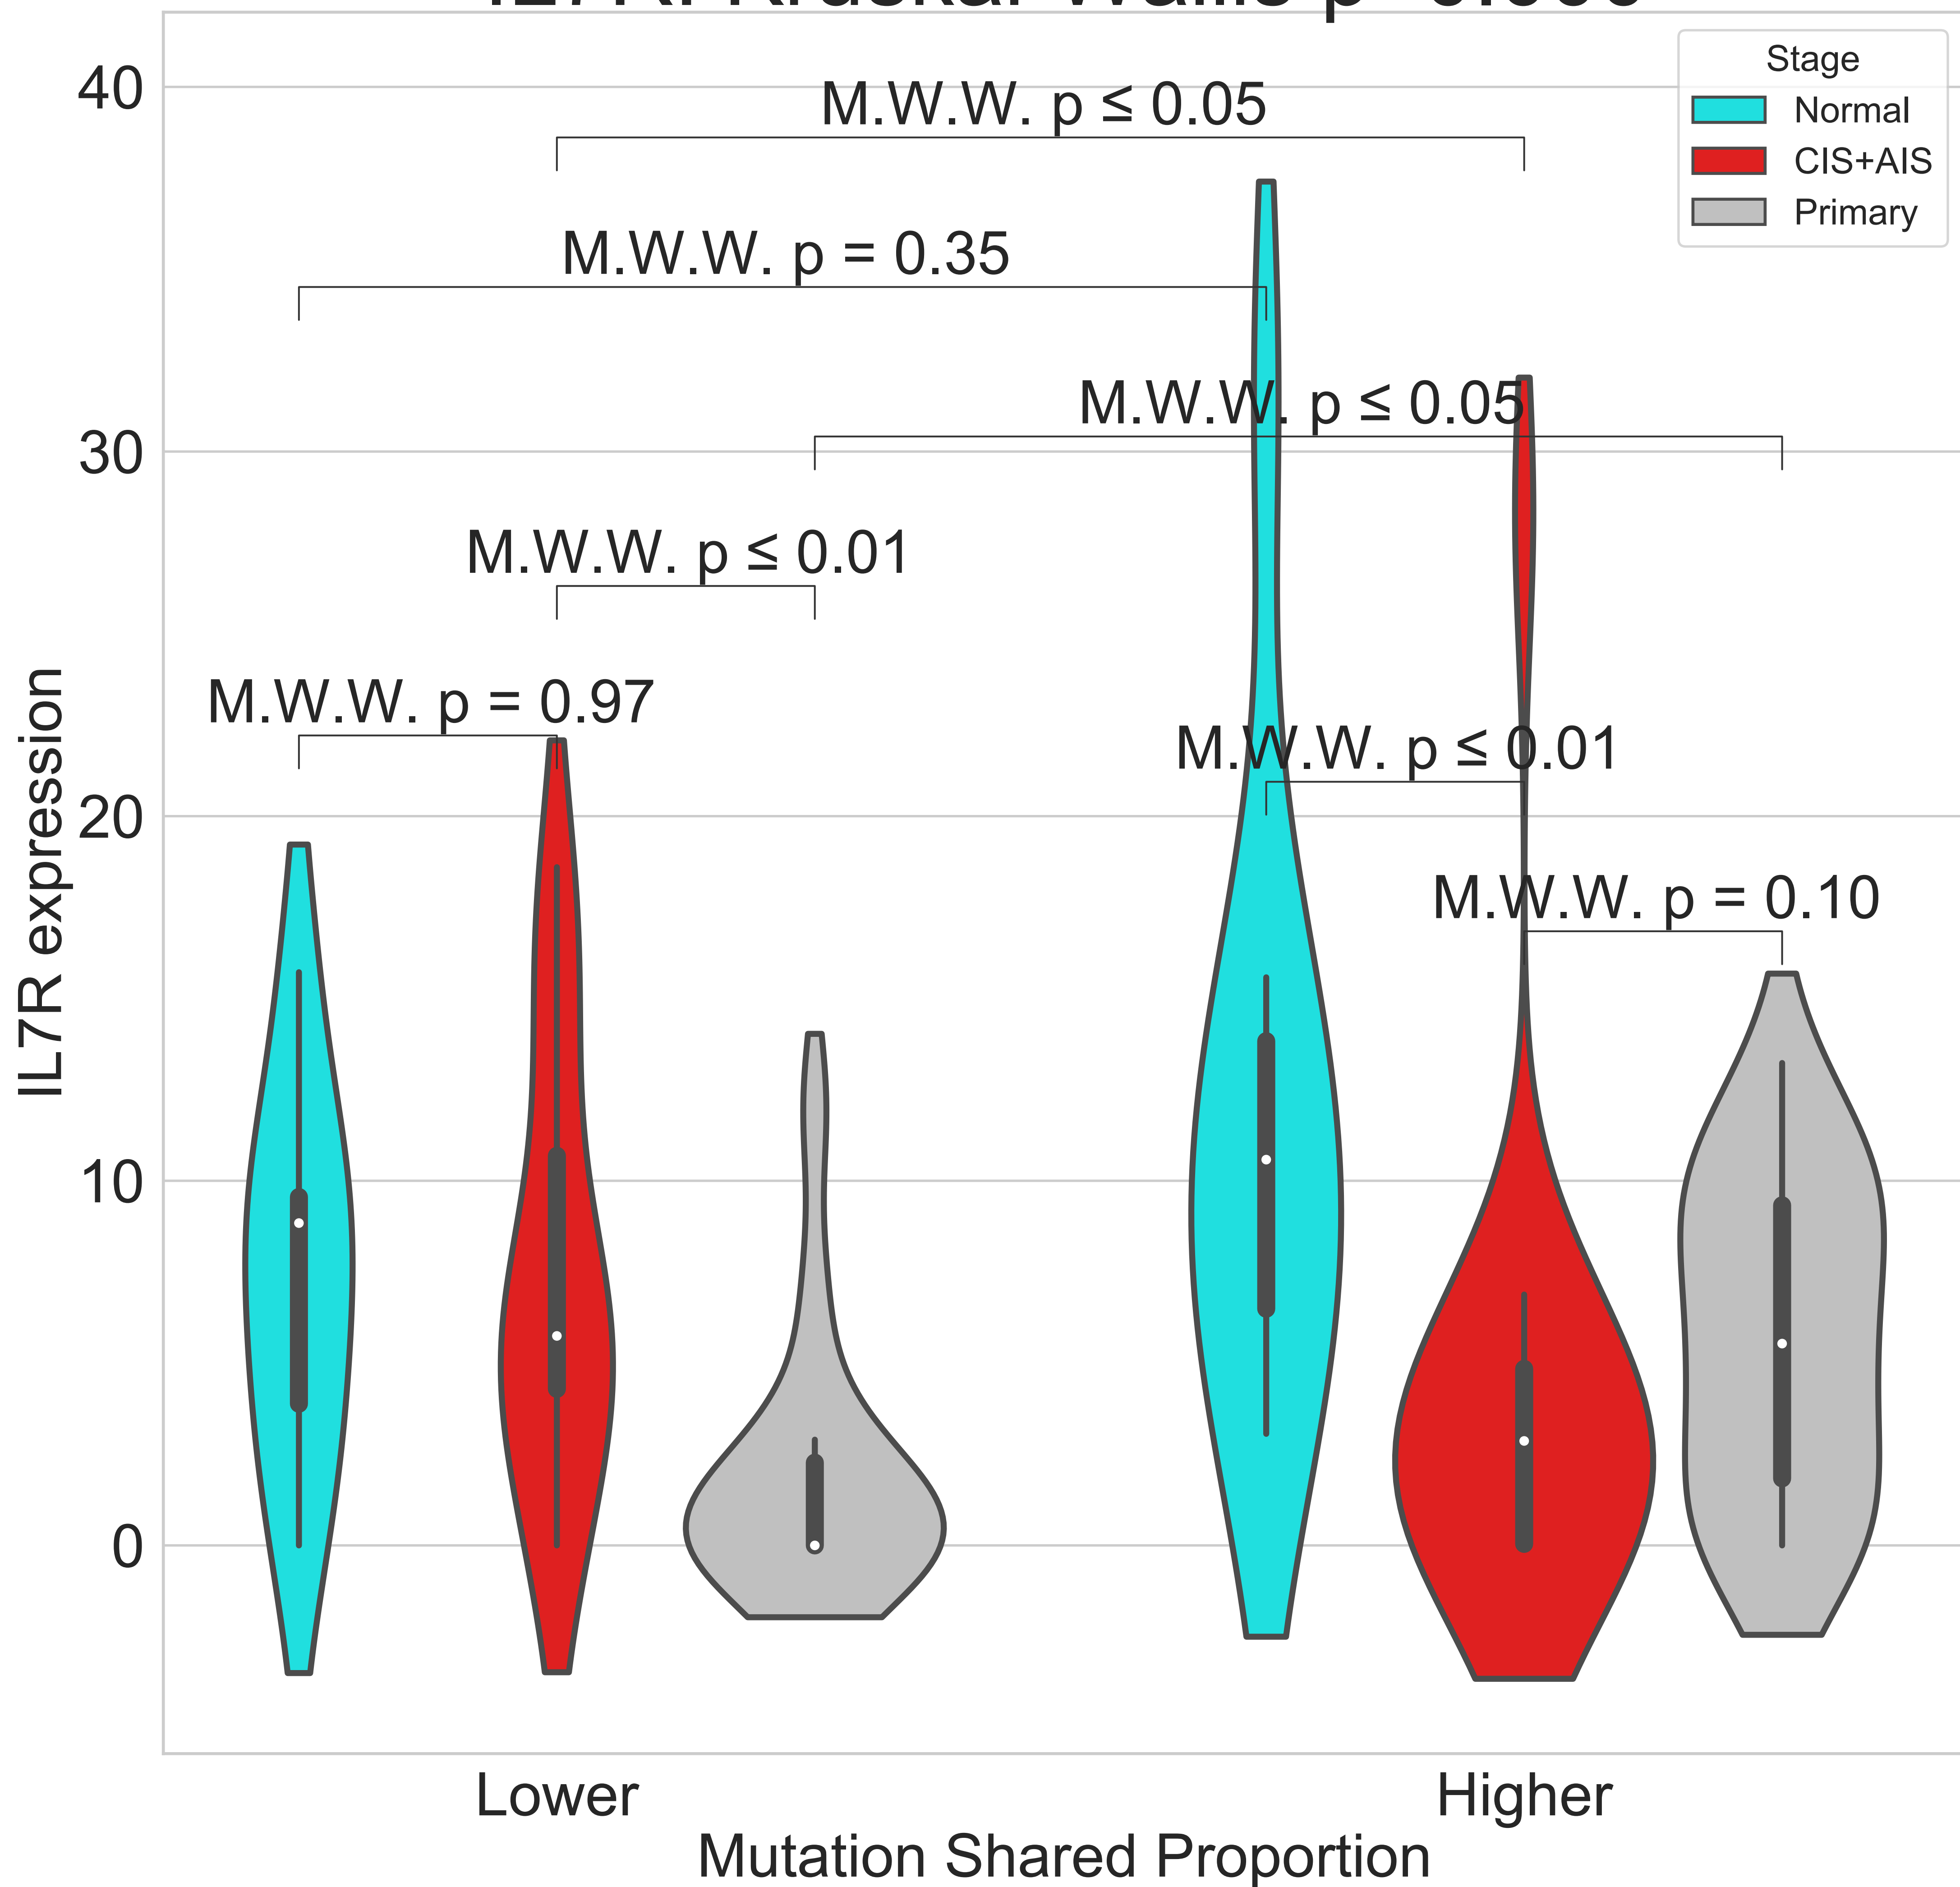 Stage
Normal
CIS+AIS
Primary
40
30
20
10
0
IL7R expression
M.W.W. p ≤ 0.05
M.W.W. p = 0.35
M.W.W. p ≤ 0.05
M.W.W. p ≤ 0.01
M.W.W. p = 0.97
M.W.W. p ≤ 0.01
M.W.W. p = 0.10
Lower
Higher
Mutation Shared Proportion